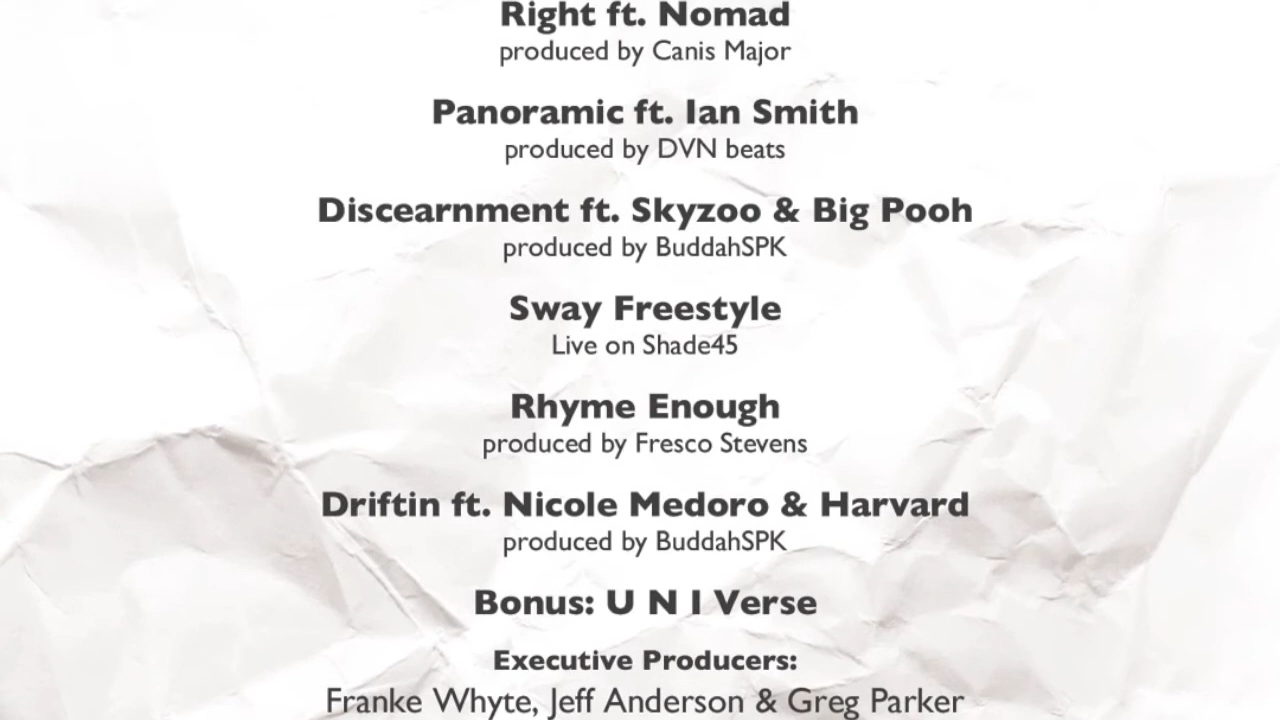 Right ft. Nomad
produced by Canis Major
Panoramic ft. Ian Smith
produced by DVN beats
Discearnment ft. Skyzoo & Big Pooh
produced by BuddahSPK
Sway Freestyle
Live on Shade45
Rhyme Enough
produced by Fresco Stevens
Driftin ft. Nicole Medoro & Harvard
produced by BuddahSPK
Bonus: U N I Verse
Executive Producers:
Franke Whyte, Jeff Anderson & Greg Parker